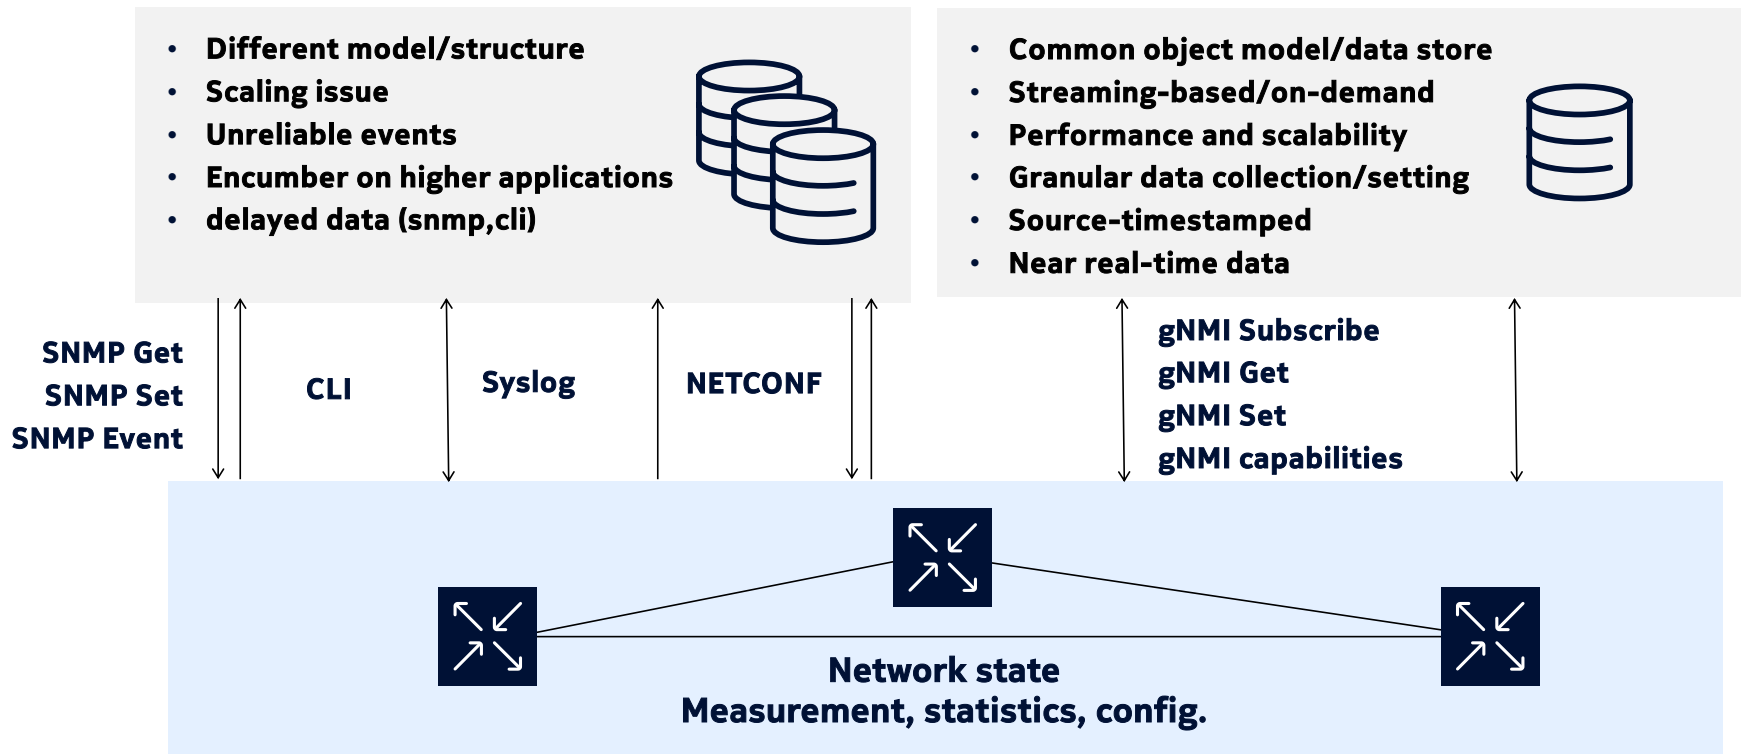 • Different model/structure
• Scaling issue
• Unreliable events
• Encumber on higher applications
• delayed data (snmp,cli)
• Common object model/data store
• Streaming-based/on-demand
• Performance and scalability
• Granular data collection/setting
• Source-timestamped
• Near real-time data
SNMP Get
SNMP Set
SNMP Event
CLI
Syslog
NETCONF
gNMI Subscribe
gNMI Get
gNMI Set
gNMI capabilities
Network state
Measurement, statistics, config.